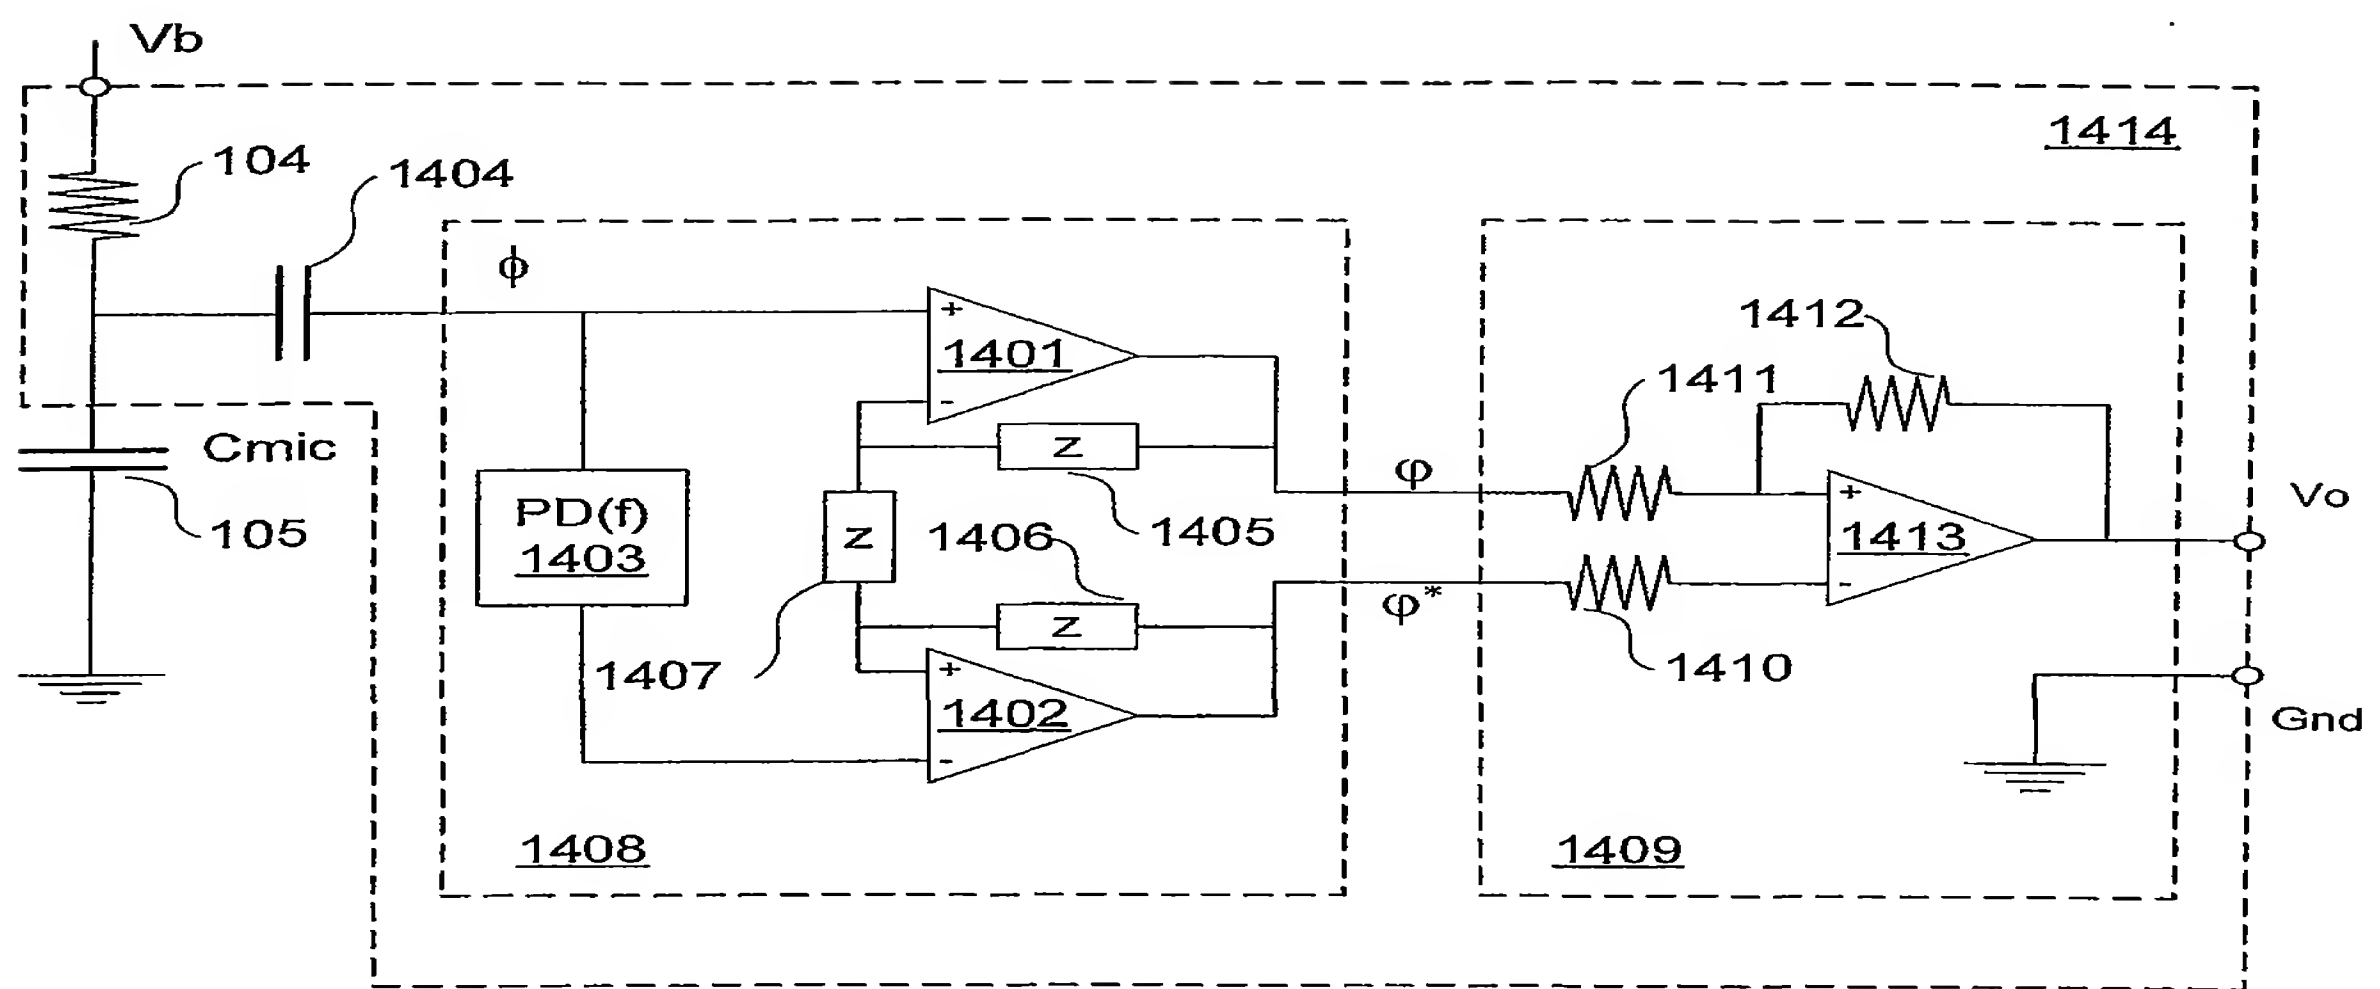 Vb
1414
104
1404
ϕ
+
1401
-
1412
1411
Z
Cmic
φ
+
Vo
PD(f)
1403
Z
1406
1405
1413
105
φ*
-
Z
1407
+
1402
-
1410
Gnd
1408
1409